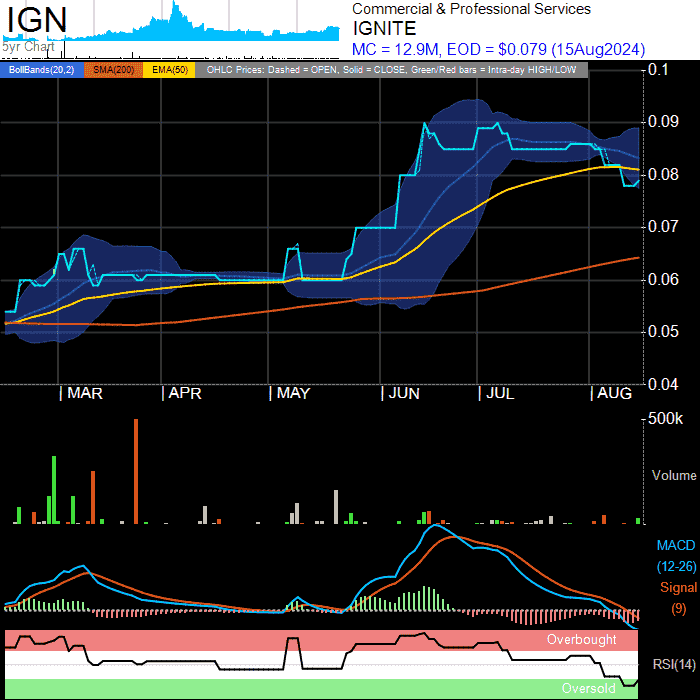 IGN
5yr Chart
Commercial & Professional Services
IGNITE
MC = 12.9M, EOD = $0.079 (15Aug2024)
BollBands(20,2) SMA(200) EMA(50) OHLC Prices: Dashed = OPEN, Solid = CLOSE, Green/Red bars = Intra-day HIGH/LOW
0.1
0.09
0.08
0.07
0.06
0.05
0.04
MAR APR MAY JUN JUL AUG
500k
Volume
MACD
(12-26)
Signal
(9)
Overbought
RSI(14)
Oversold